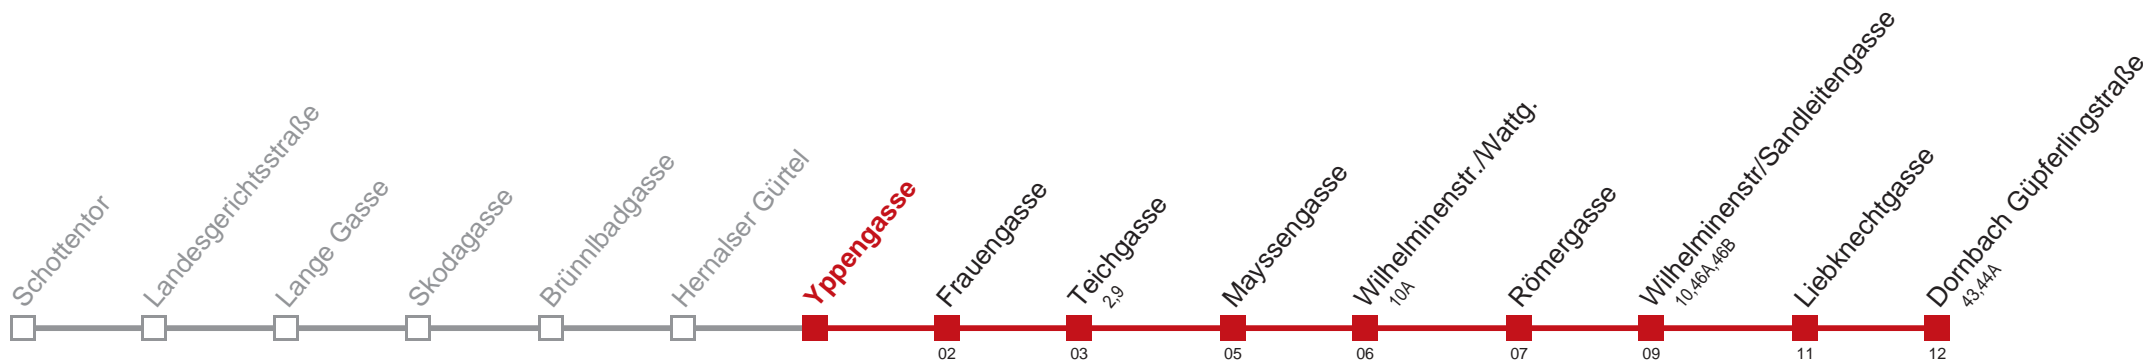 Schottentor
Landesgerichtsstraße
Lange Gasse
Skodagasse
Brünnlbadgasse
Hernalser Gürtel
Yppengasse
Frauengasse
02
Teichgasse
2,9
03
Mayssengasse
05
Wilhelminenstr./Wattg.
10A
06
Römergasse
07
Wilhelminenstr/Sandleitengasse
10,46A,46B
09
Liebknechtgasse
11
Dornbach Güpferlingstraße
43,44A
12